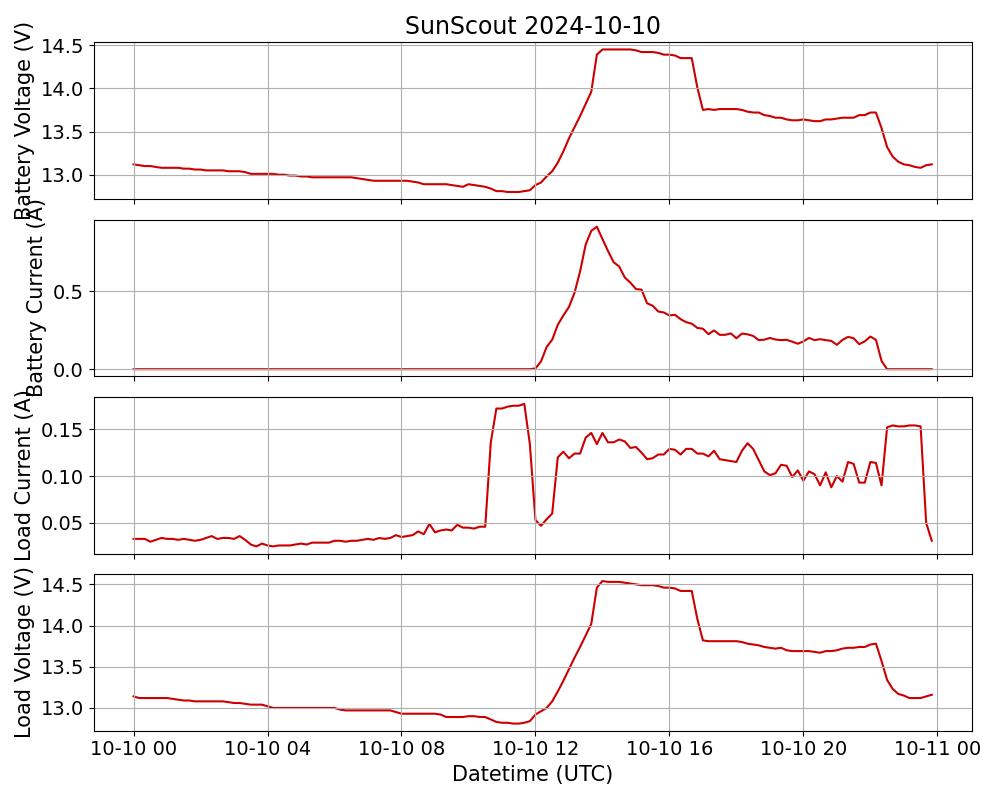 SunScout 2024-10-10
Battery Voltage (V)
14.5
14.0
13.5
13.0
Battery Current (A)
0.5
0.0
Load Current (A)
0.15
0.10
0.05
Load Voltage (V)
14.5
14.0
13.5
13.0
10-10 00 10-10 04 10-10 08 10-10 12 10-10 16 10-10 20 10-11 00
Datetime (UTC)